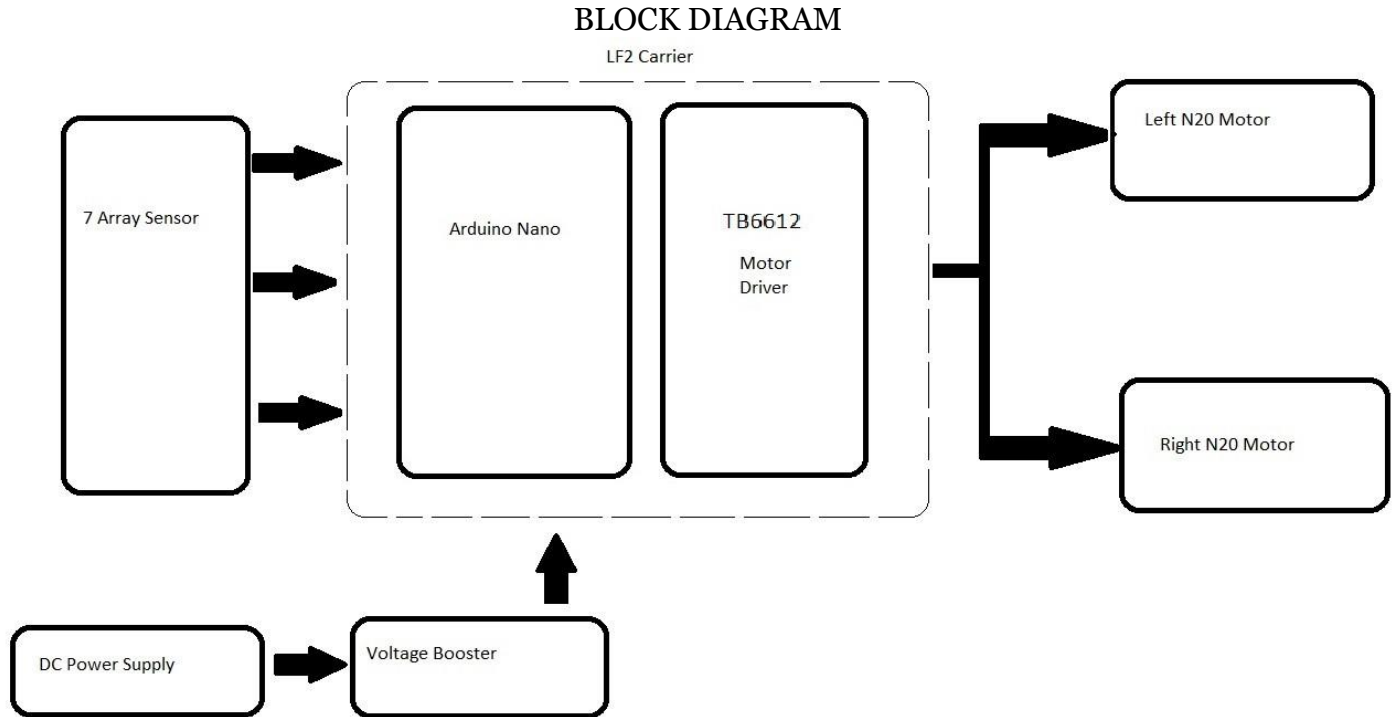 BLOCK DIAGRAM
LF2 Carrier
7 Array Sensor
Arduino Nano
TB6612
Motor
Driver
Left N20 Motor
Right N20 Motor
DC Power Supply
Voltage Booster